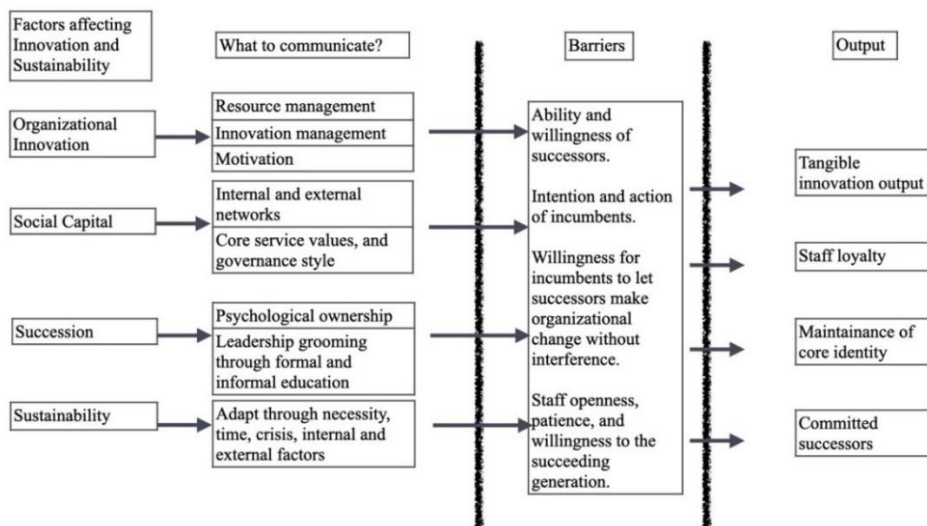 Factors affecting
Innovation and
Sustainability
What to communicate?
Barriers
Output
Organizational
Innovation
Resource management
Innovation management
Motivation
Social Capital
Internal and external
networks
Core service values, and
governance style
Succession
Psychological ownership
Leadership grooming
through formal and
informal education
Sustainability
Adapt through necessity,
time, crisis, internal and
external factors
Ability and
willingness of
successors.
Intention and action
of incumbents.
Willingness for
incumbents to let
successors make
organizational
change without
interference.
Staff openness,
patience, and
willingness to the
succeeding
generation.
Tangible
innovation output
Staff loyalty
Maintainance of
core identity
Committed
successors